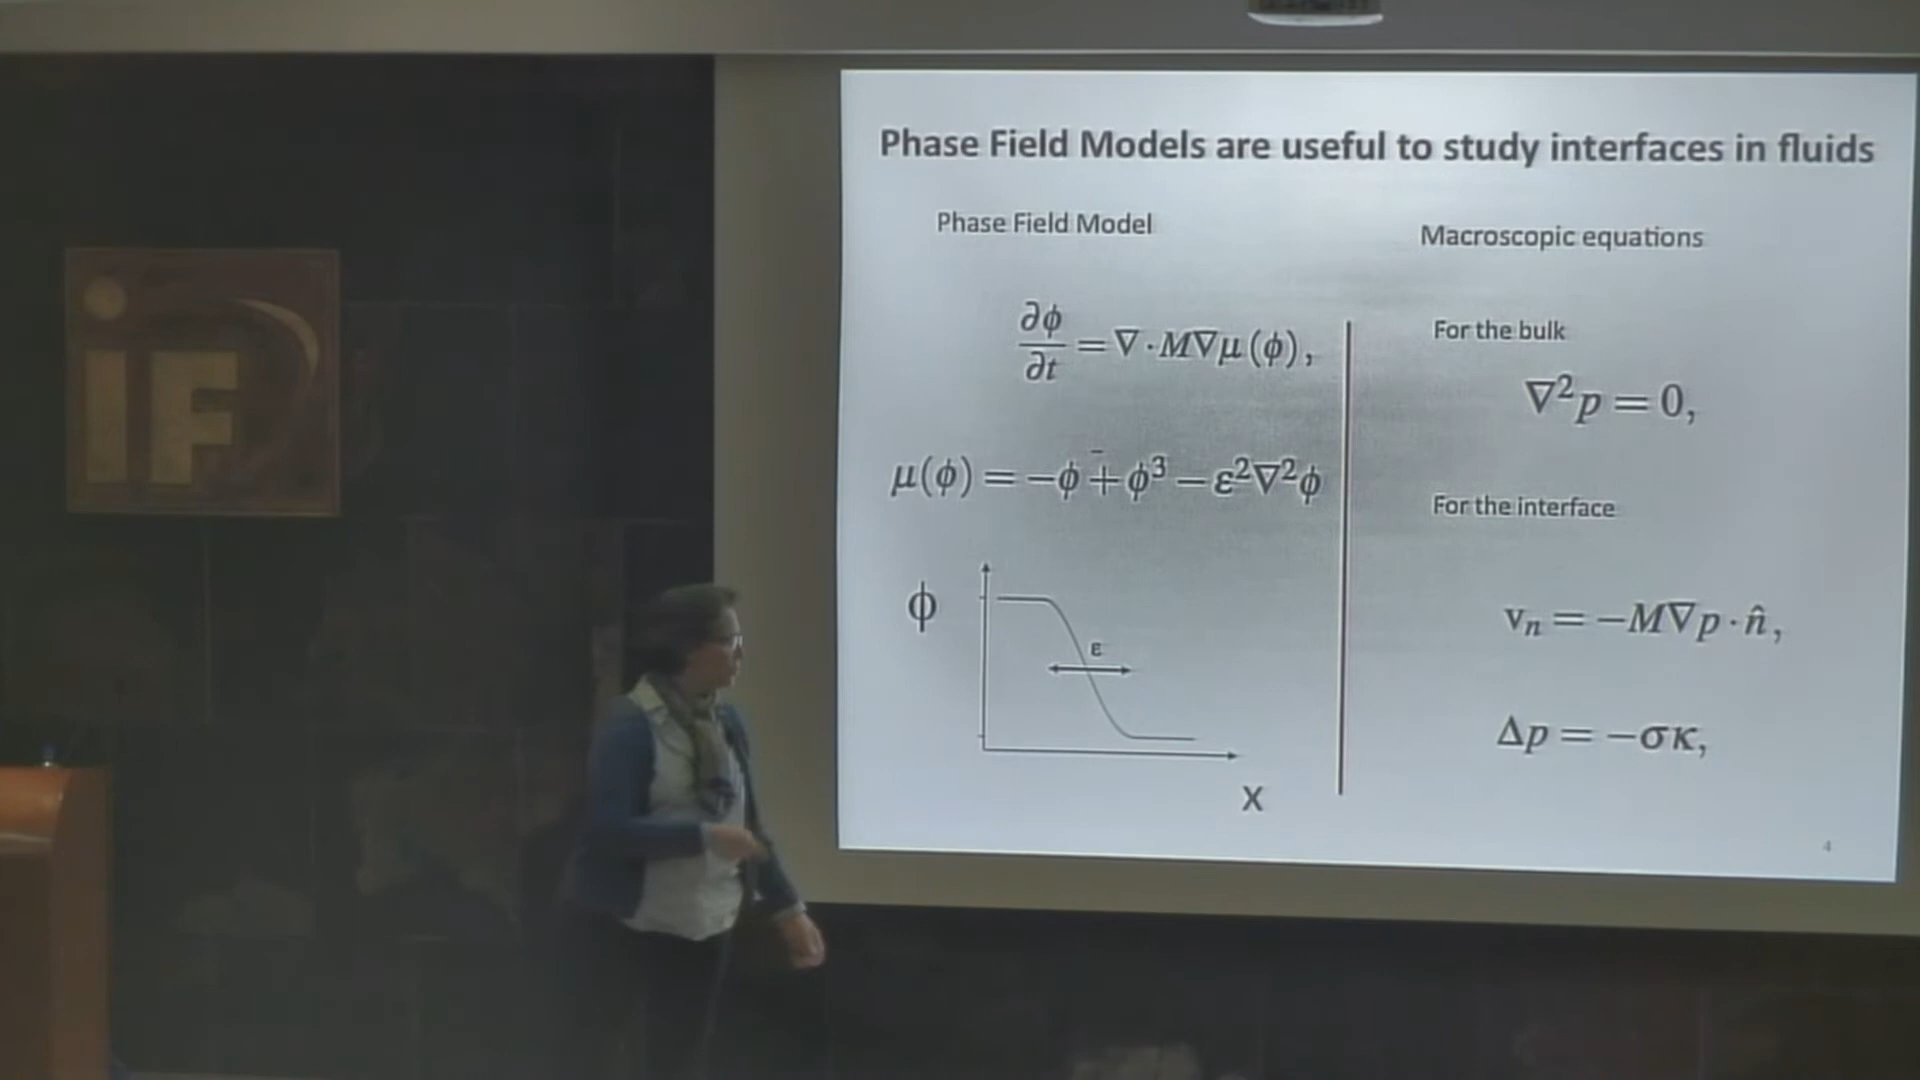 iF
Phase Field Models are useful to study interfaces in fluids
Phase Field Model
∂ϕ/∂t = ∇·M∇μ(ϕ),
μ(ϕ) = −ϕ + ϕ³ − ε²∇²ϕ
ϕ
ε
X
Macroscopic equations
For the bulk
∇²p = 0,
For the interface
vₙ = −M∇p·n̂,
Δp = −σκ,
4